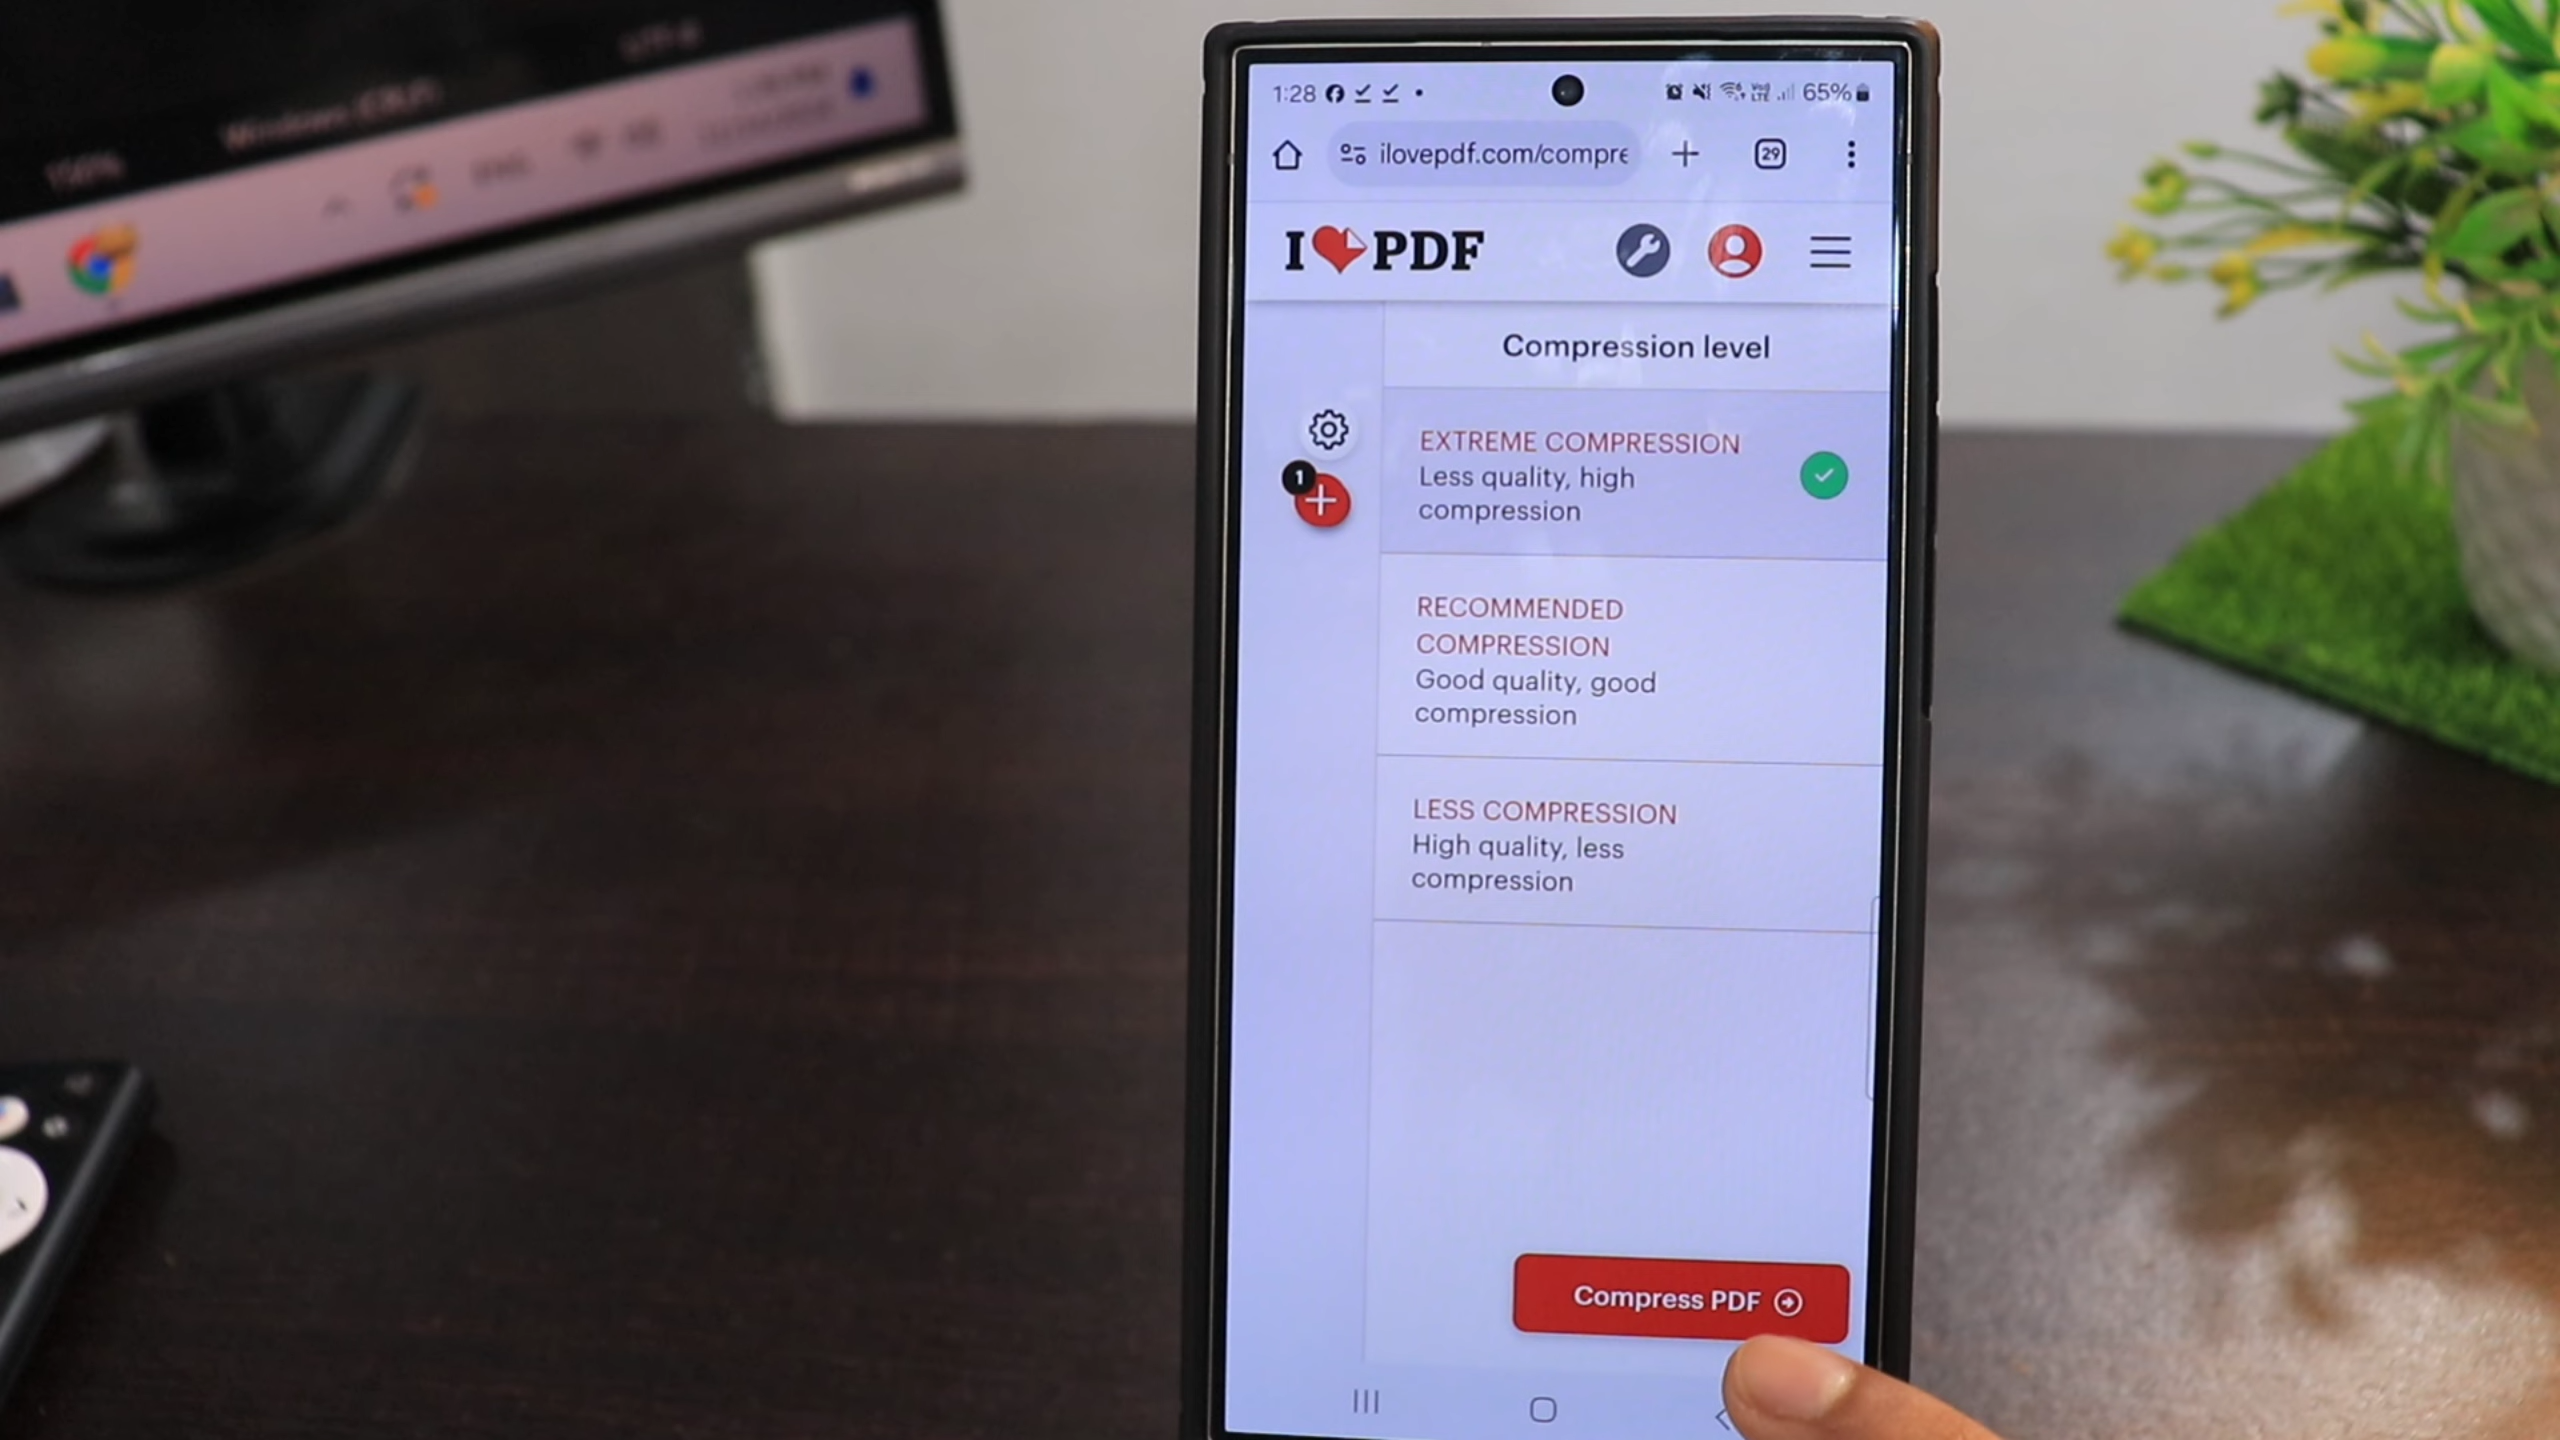 1:28
65%
ilovepdf.com/compre
29
I PDF
Compression level
EXTREME COMPRESSION
Less quality, high
compression
1
RECOMMENDED
COMPRESSION
Good quality, good
compression
LESS COMPRESSION
High quality, less
compression
Compress PDF